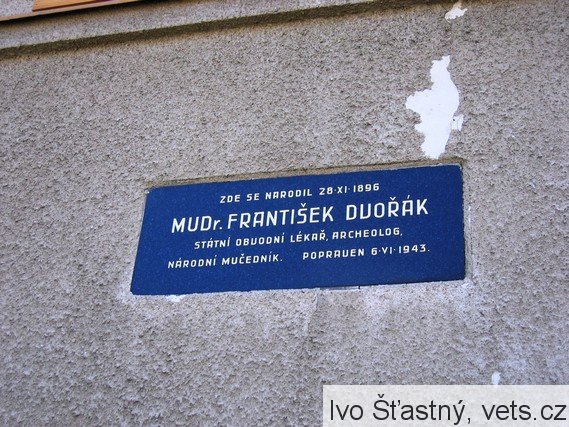 ZDE SE NARODIL 28·XI·1896
MUDr. FRANTIŠEK DVOŘÁK
STÁTNÍ OBVODNÍ LÉKAŘ, ARCHEOLOG,
NÁRODNÍ MUČEDNÍK. POPRAVEN 6·VI·1943.
Ivo Šťastný, vets.cz